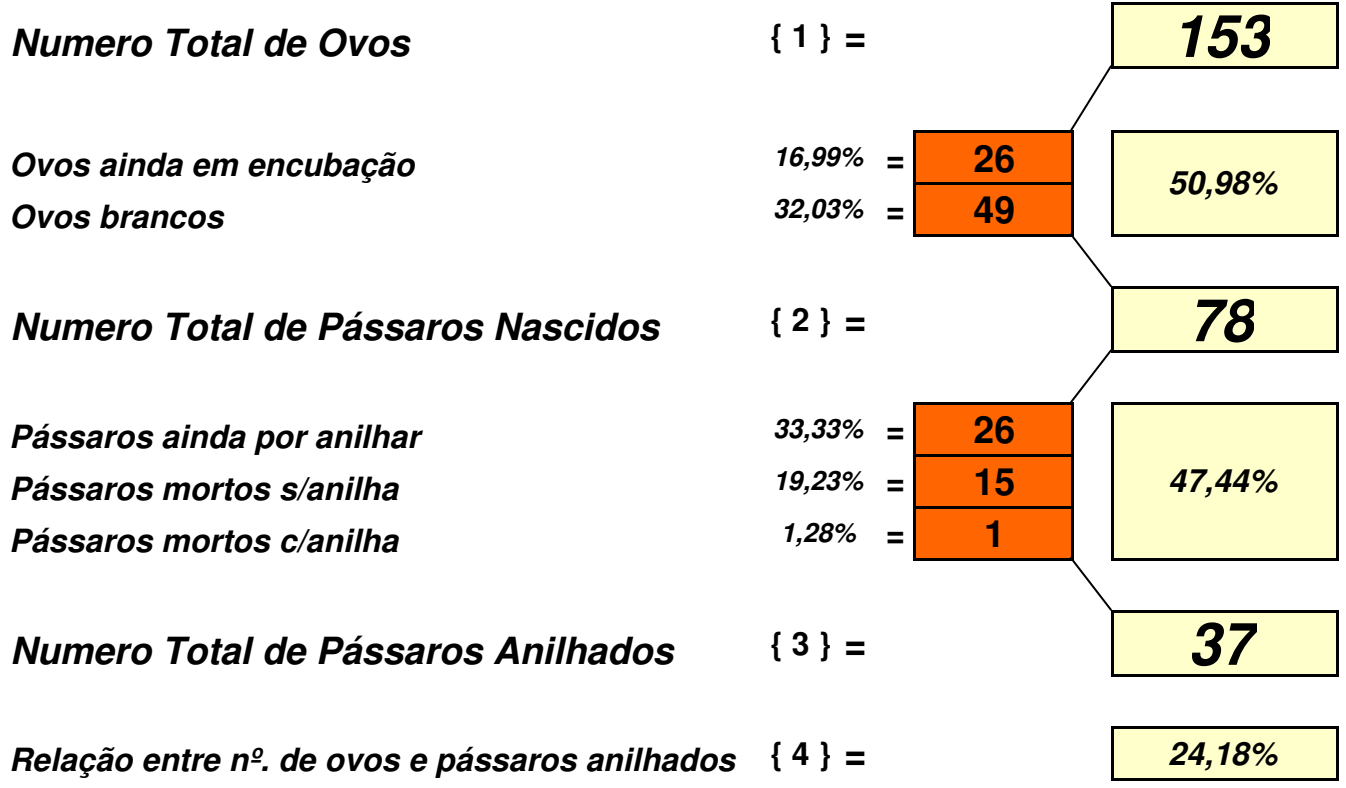 Numero Total de Ovos { 1 } = 153
Ovos ainda em encubação 16,99% = 26
50,98%
Ovos brancos 32,03% = 49
Numero Total de Pássaros Nascidos { 2 } = 78
Pássaros ainda por anilhar 33,33% = 26
Pássaros mortos s/anilha 19,23% = 15 47,44%
Pássaros mortos c/anilha 1,28% = 1
Numero Total de Pássaros Anilhados { 3 } = 37
Relação entre nº. de ovos e pássaros anilhados { 4 } = 24,18%